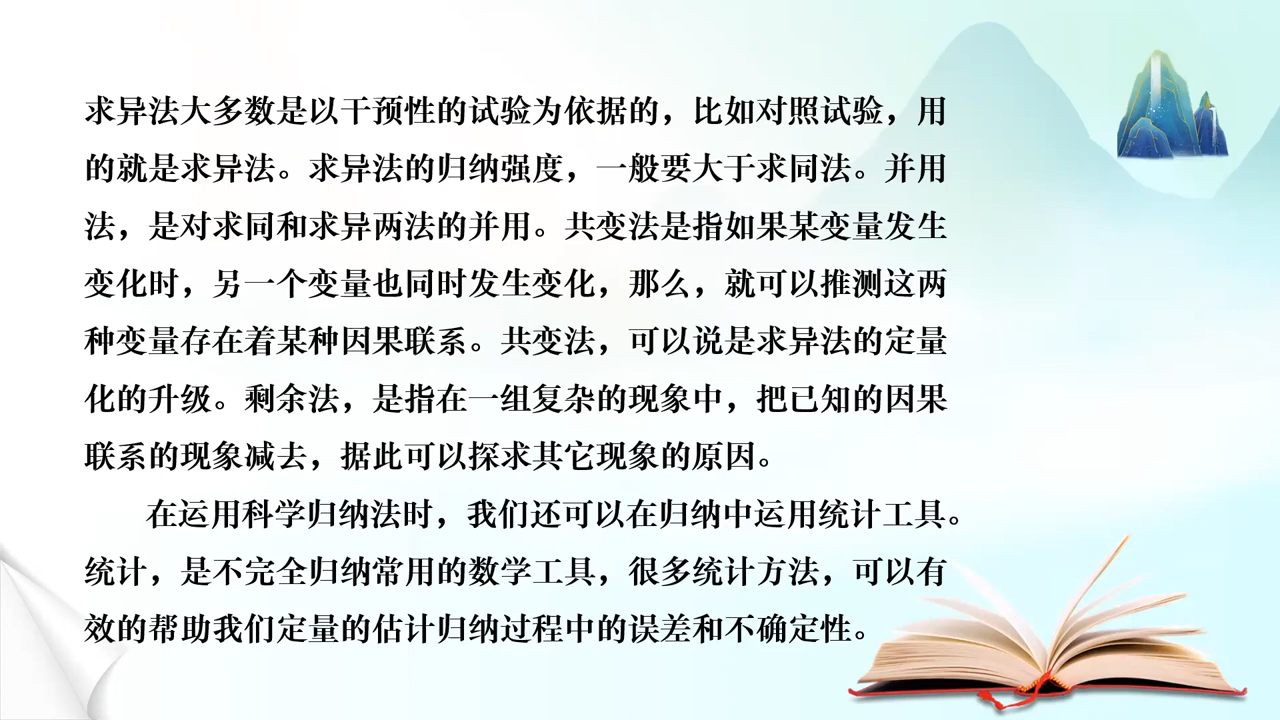 求异法大多数是以干预性的试验为依据的，比如对照试验，用
的就是求异法。求异法的归纳强度，一般要大于求同法。并用
法，是对求同和求异两法的并用。共变法是指如果某变量发生
变化时，另一个变量也同时发生变化，那么，就可以推测这两
种变量存在着某种因果联系。共变法，可以说是求异法的定量
化的升级。剩余法，是指在一组复杂的现象中，把已知的因果
联系的现象减去，据此可以探求其它现象的原因。
在运用科学归纳法时，我们还可以在归纳中运用统计工具。
统计，是不完全归纳常用的数学工具，很多统计方法，可以有
效的帮助我们定量的估计归纳过程中的误差和不确定性。